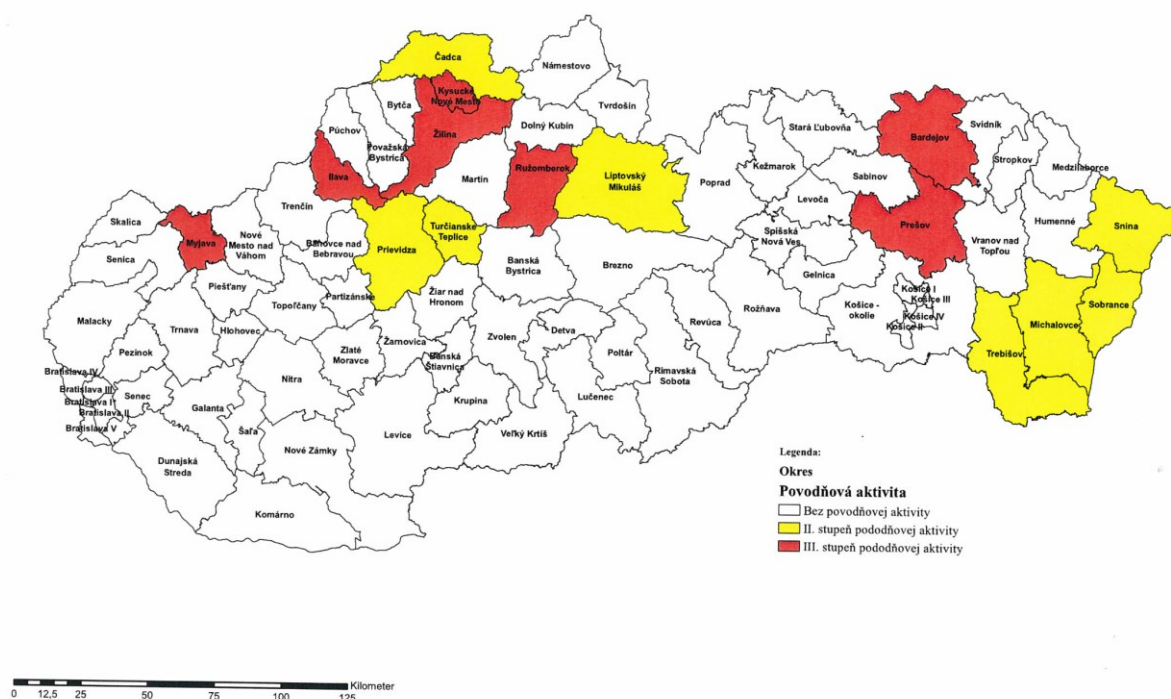 Čadca
Námestovo
Kysucké
Nové Mesto
Bytča
Tvrdošín
Púchov
Žilina
Dolný Kubín
Považská
Bystrica
Stará Ľubovňa
Bardejov
Svidník
Stropkov
Medzilaborce
Ilava
Martin
Ružomberok
Liptovský
Mikuláš
Poprad
Kežmarok
Sabinov
Levoča
Trenčín
Skalica
Myjava
Nové
Mesto nad
Váhom
Bánovce nad
Bebravou
Prievidza
Turčianske
Teplice
Spišská
Nová Ves
Prešov
Humenné
Snina
Vranov nad
Topľou
Senica
Banská
Bystrica
Brezno
Gelnica
Piešťany
Topoľčany
Partizánske
Žiar nad
Hronom
Košice I
Košice III
Košice -
okolie
Košice IV
Košice II
Sobrance
Michalovce
Malacky
Trnava
Hlohovec
Rožňava
Revúca
Pezinok
Zlaté
Moravce
Žarnovica
Banská
Štiavnica
Zvolen
Detva
Poltár
Rimavská
Sobota
Trebišov
Bratislava IV
Bratislava III
Bratislava I
Bratislava II
Bratislava V
Senec
Nitra
Galanta
Krupina
Lučenec
Šaľa
Levice
Veľký Krtíš
Nové Zámky
Dunajská
Streda
Komárno
Legenda:
Okres
Povodňová aktivita
Bez povodňovej aktivity
II. stupeň pododňovej aktivity
III. stupeň pododňovej aktivity
Kilometer
0 12,5 25 50 75 100 125